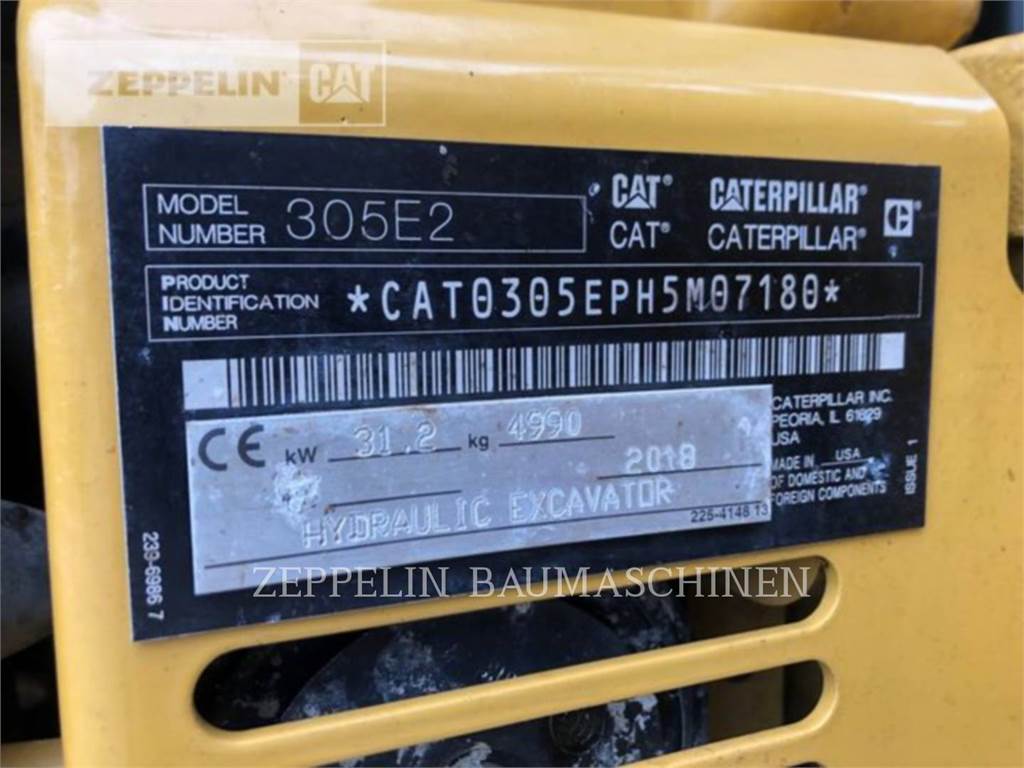 ZEPPELIN CAT
MODEL NUMBER 305E2
CAT® CATERPILLAR®
CAT® CATERPILLAR®
PRODUCT
IDENTIFICATION
NUMBER
*CAT0305EPH5M07180*
CE kW 31.2 kg 4990
2018
HYDRAULIC EXCAVATOR
225-4148 13
CATERPILLAR INC.
PEORIA, IL 61629
USA
MADE IN USA
OF DOMESTIC AND
FOREIGN COMPONENTS
ISSUE 1
239-6986 7
ZEPPELIN BAUMASCHINEN